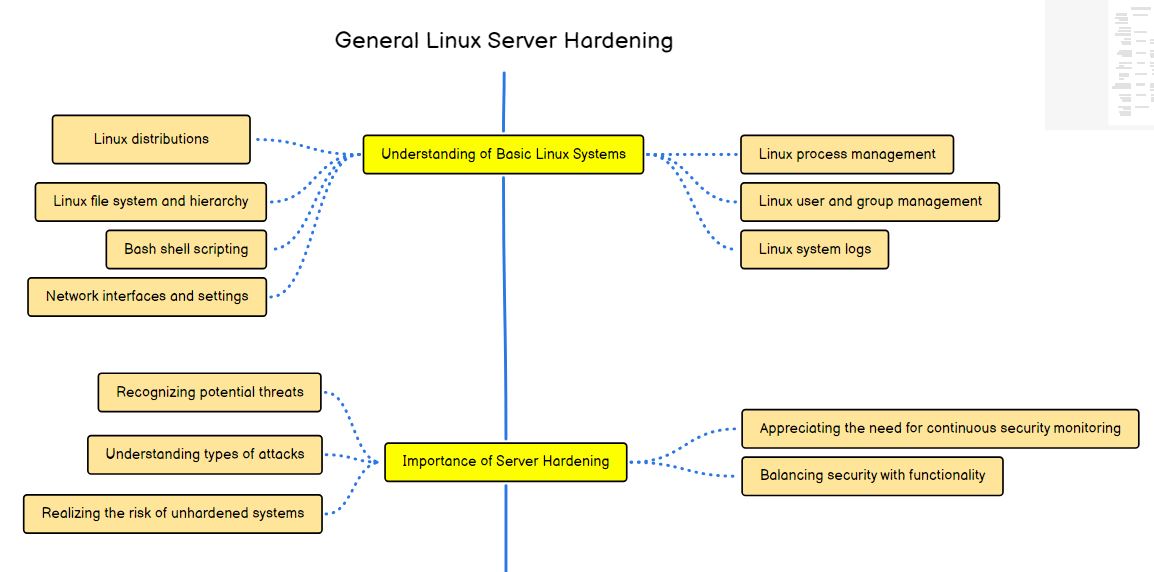 General Linux Server Hardening
Understanding of Basic Linux Systems
Linux distributions
Linux file system and hierarchy
Bash shell scripting
Network interfaces and settings
Linux process management
Linux user and group management
Linux system logs
Importance of Server Hardening
Recognizing potential threats
Understanding types of attacks
Realizing the risk of unhardened systems
Appreciating the need for continuous security monitoring
Balancing security with functionality